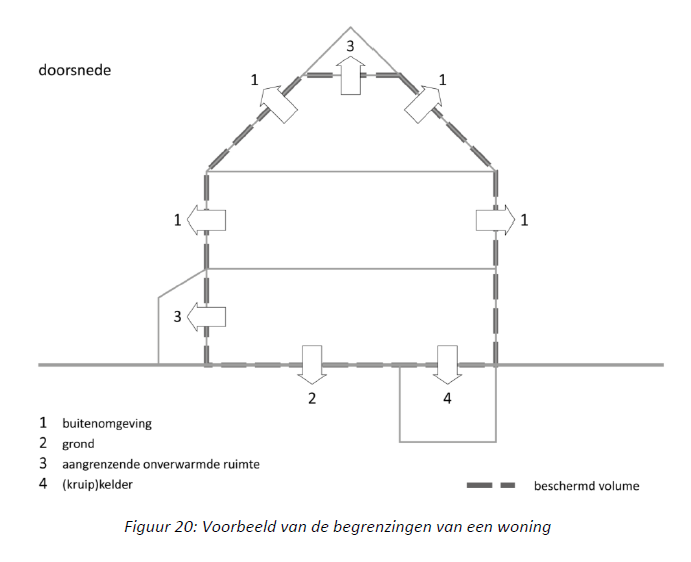 doorsnede
3
1
1
1
1
3
2
4
1 buitenomgeving
2 grond
3 aangrenzende onverwarmde ruimte
4 (kruip)kelder
beschermd volume
Figuur 20: Voorbeeld van de begrenzingen van een woning